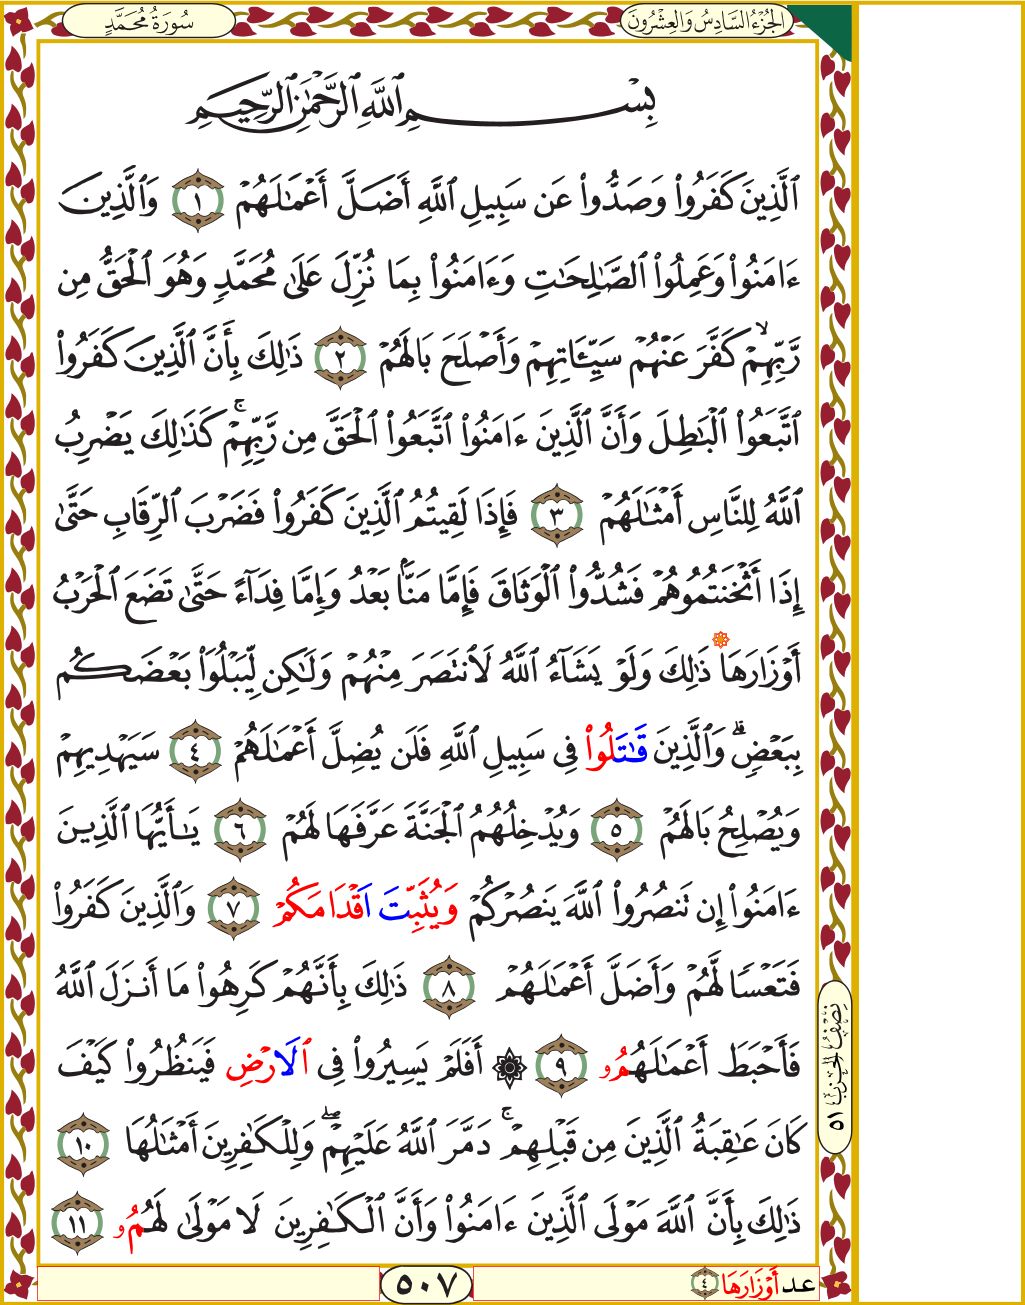 الجُزْءُ السَّادِسُ وَالعِشْرُونَ
سُورَةُ مُحَمَّدٍ
بِسْمِ ٱللَّهِ ٱلرَّحْمَٰنِ ٱلرَّحِيمِ
ٱلَّذِينَ كَفَرُوا۟ وَصَدُّوا۟ عَن سَبِيلِ ٱللَّهِ أَضَلَّ أَعْمَٰلَهُمْ ١ وَٱلَّذِينَ
ءَامَنُوا۟ وَعَمِلُوا۟ ٱلصَّٰلِحَٰتِ وَءَامَنُوا۟ بِمَا نُزِّلَ عَلَىٰ مُحَمَّدٍ وَهُوَ ٱلْحَقُّ مِن
رَّبِّهِمْ ۙ كَفَّرَ عَنْهُمْ سَيِّـَٔاتِهِمْ وَأَصْلَحَ بَالَهُمْ ٢ ذَٰلِكَ بِأَنَّ ٱلَّذِينَ كَفَرُوا۟
ٱتَّبَعُوا۟ ٱلْبَٰطِلَ وَأَنَّ ٱلَّذِينَ ءَامَنُوا۟ ٱتَّبَعُوا۟ ٱلْحَقَّ مِن رَّبِّهِمْ ۚ كَذَٰلِكَ يَضْرِبُ
ٱللَّهُ لِلنَّاسِ أَمْثَٰلَهُمْ ٣ فَإِذَا لَقِيتُمُ ٱلَّذِينَ كَفَرُوا۟ فَضَرْبَ ٱلرِّقَابِ حَتَّىٰ
إِذَا أَثْخَنتُمُوهُمْ فَشُدُّوا۟ ٱلْوَثَاقَ فَإِمَّا مَنًّۢا بَعْدُ وَإِمَّا فِدَآءً حَتَّىٰ تَضَعَ ٱلْحَرْبُ
أَوْزَارَهَا ذَٰلِكَ وَلَوْ يَشَآءُ ٱللَّهُ لَٱنتَصَرَ مِنْهُمْ وَلَٰكِن لِّيَبْلُوَا۟ بَعْضَكُم
بِبَعْضٍ ۗ وَٱلَّذِينَ قَٰتَلُوا۟ فِى سَبِيلِ ٱللَّهِ فَلَن يُضِلَّ أَعْمَٰلَهُمْ ٤ سَيَهْدِيهِمْ
وَيُصْلِحُ بَالَهُمْ ٥ وَيُدْخِلُهُمُ ٱلْجَنَّةَ عَرَّفَهَا لَهُمْ ٦ يَٰأَيُّهَا ٱلَّذِينَ
ءَامَنُوا۟ إِن تَنصُرُوا۟ ٱللَّهَ يَنصُرْكُمْ وَيُثَبِّتَ اَقْدَامَكُمْ ٧ وَٱلَّذِينَ كَفَرُوا۟
فَتَعْسًا لَّهُمْ وَأَضَلَّ أَعْمَٰلَهُمْ ٨ ذَٰلِكَ بِأَنَّهُمْ كَرِهُوا۟ مَا أَنزَلَ ٱللَّهُ
فَأَحْبَطَ أَعْمَٰلَهُمُۥ ٩ ۞ أَفَلَمْ يَسِيرُوا۟ فِى ٱلَارْضِ فَيَنظُرُوا۟ كَيْفَ
كَانَ عَٰقِبَةُ ٱلَّذِينَ مِن قَبْلِهِمْ ۚ دَمَّرَ ٱللَّهُ عَلَيْهِمْ ۖ وَلِلْكَٰفِرِينَ أَمْثَٰلُهَا ١٠
ذَٰلِكَ بِأَنَّ ٱللَّهَ مَوْلَى ٱلَّذِينَ ءَامَنُوا۟ وَأَنَّ ٱلْكَٰفِرِينَ لَا مَوْلَىٰ لَهُمُۥ ١١
نِصْفُ الحِزْبِ ٥١
عد أَوْزَارَهَا ٤
٥٠٧